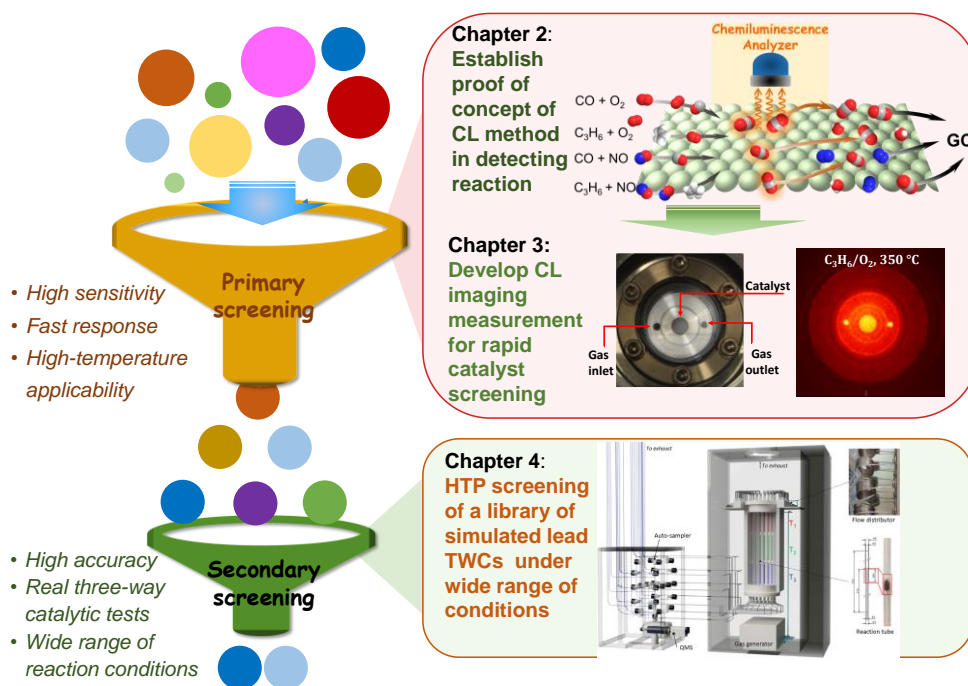 Chapter 2:
Establish
proof of
concept of
CL method
in detecting
reaction
Chemiluminescence
Analyzer
CO + O₂
C₃H₆ + O₂
CO + NO
C₃H₆ + NO
GC
Primary
screening
• High sensitivity
• Fast response
• High-temperature
applicability
Chapter 3:
Develop CL
imaging
measurement
for rapid
catalyst
screening
Catalyst
Gas
inlet
Gas
outlet
C₃H₆/O₂, 350 °C
Chapter 4:
HTP screening
of a library of
simulated lead
TWCs under
wide range of
conditions
To exhaust
To exhaust
Auto-sampler
QMS
T₁
T₂
T₃
Gas generator
Flow distributor
Reaction tube
Secondary
screening
• High accuracy
• Real three-way
catalytic tests
• Wide range of
reaction conditions